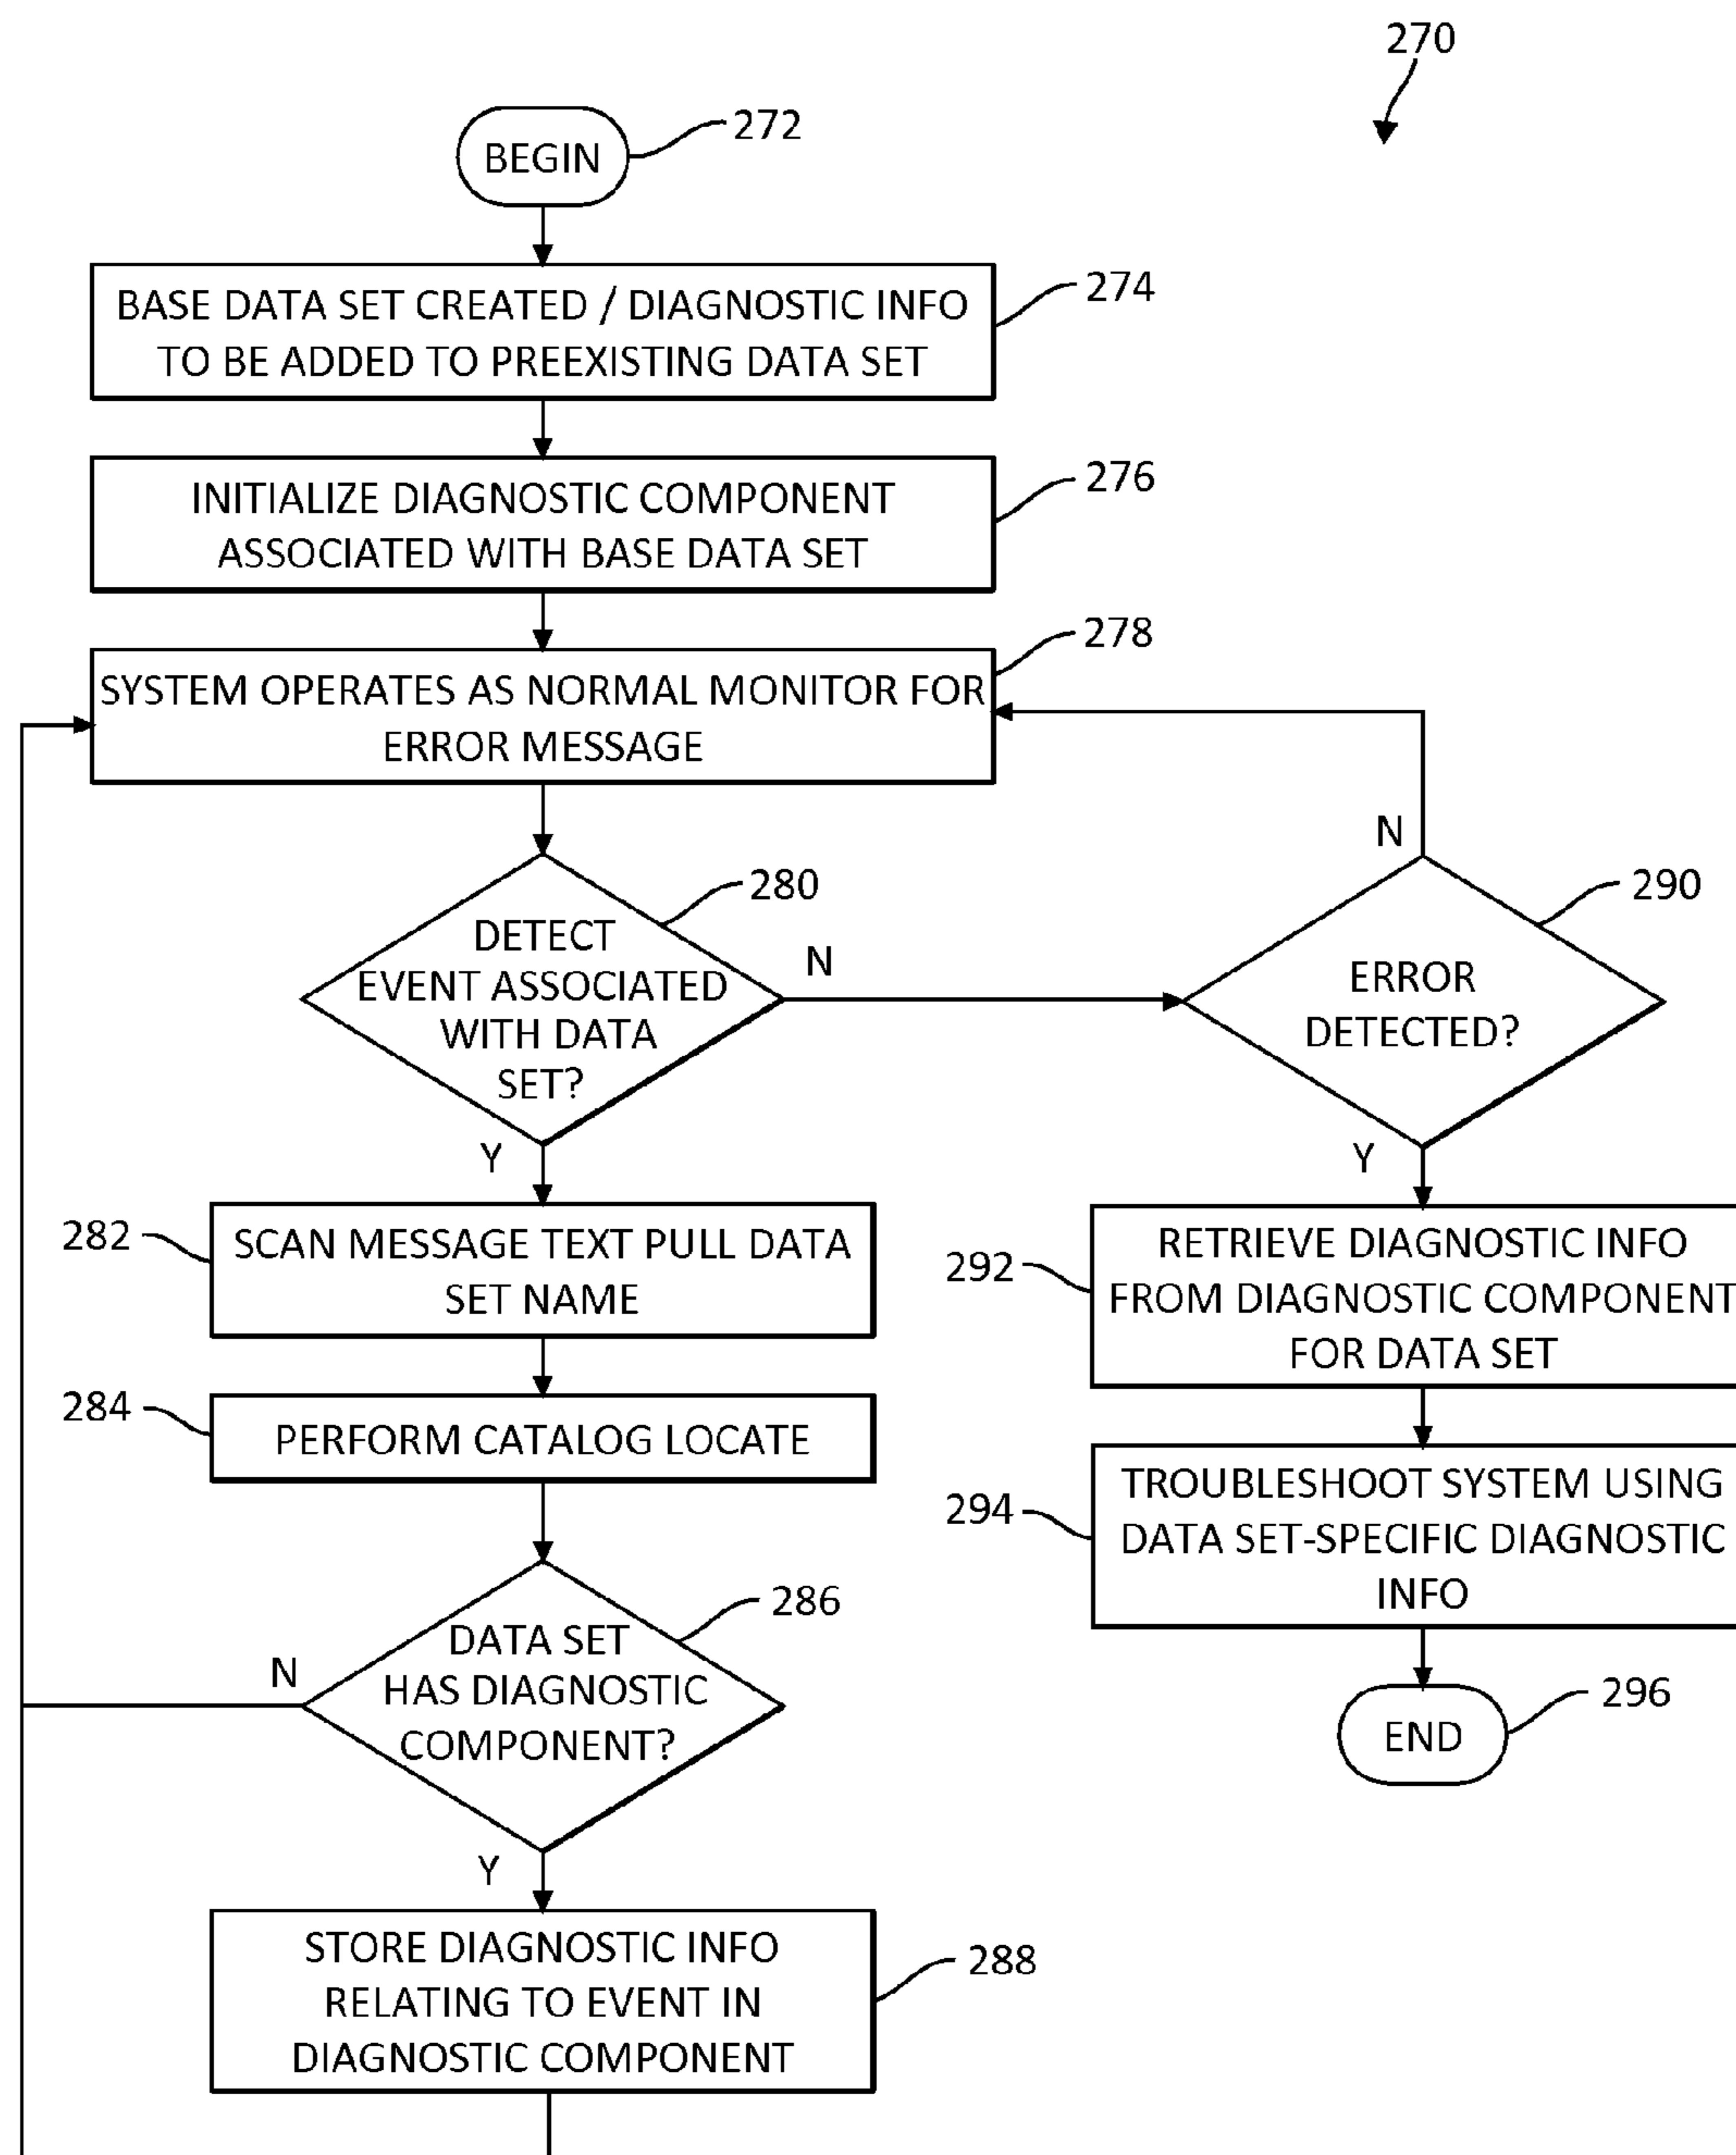 270
BEGIN
272
BASE DATA SET CREATED / DIAGNOSTIC INFO
TO BE ADDED TO PREEXISTING DATA SET
274
INITIALIZE DIAGNOSTIC COMPONENT
ASSOCIATED WITH BASE DATA SET
276
SYSTEM OPERATES AS NORMAL MONITOR FOR
ERROR MESSAGE
278
DETECT
EVENT ASSOCIATED
WITH DATA
SET?
280
N
Y
ERROR
DETECTED?
290
N
Y
282
SCAN MESSAGE TEXT PULL DATA
SET NAME
284
PERFORM CATALOG LOCATE
DATA SET
HAS DIAGNOSTIC
COMPONENT?
286
N
Y
STORE DIAGNOSTIC INFO
RELATING TO EVENT IN
DIAGNOSTIC COMPONENT
288
292
RETRIEVE DIAGNOSTIC INFO
FROM DIAGNOSTIC COMPONENT
FOR DATA SET
294
TROUBLESHOOT SYSTEM USING
DATA SET-SPECIFIC DIAGNOSTIC
INFO
END
296